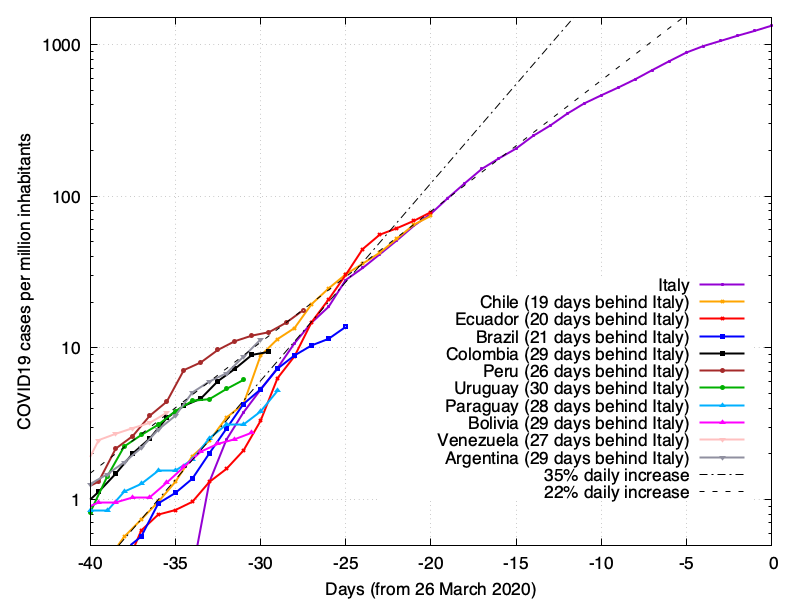 COVID19 cases per million inhabitants
1000
100
10
1
Italy
Chile (19 days behind Italy)
Ecuador (20 days behind Italy)
Brazil (21 days behind Italy)
Colombia (29 days behind Italy)
Peru (26 days behind Italy)
Uruguay (30 days behind Italy)
Paraguay (28 days behind Italy)
Bolivia (29 days behind Italy)
Venezuela (27 days behind Italy)
Argentina (29 days behind Italy)
35% daily increase
22% daily increase
-40 -35 -30 -25 -20 -15 -10 -5 0
Days (from 26 March 2020)